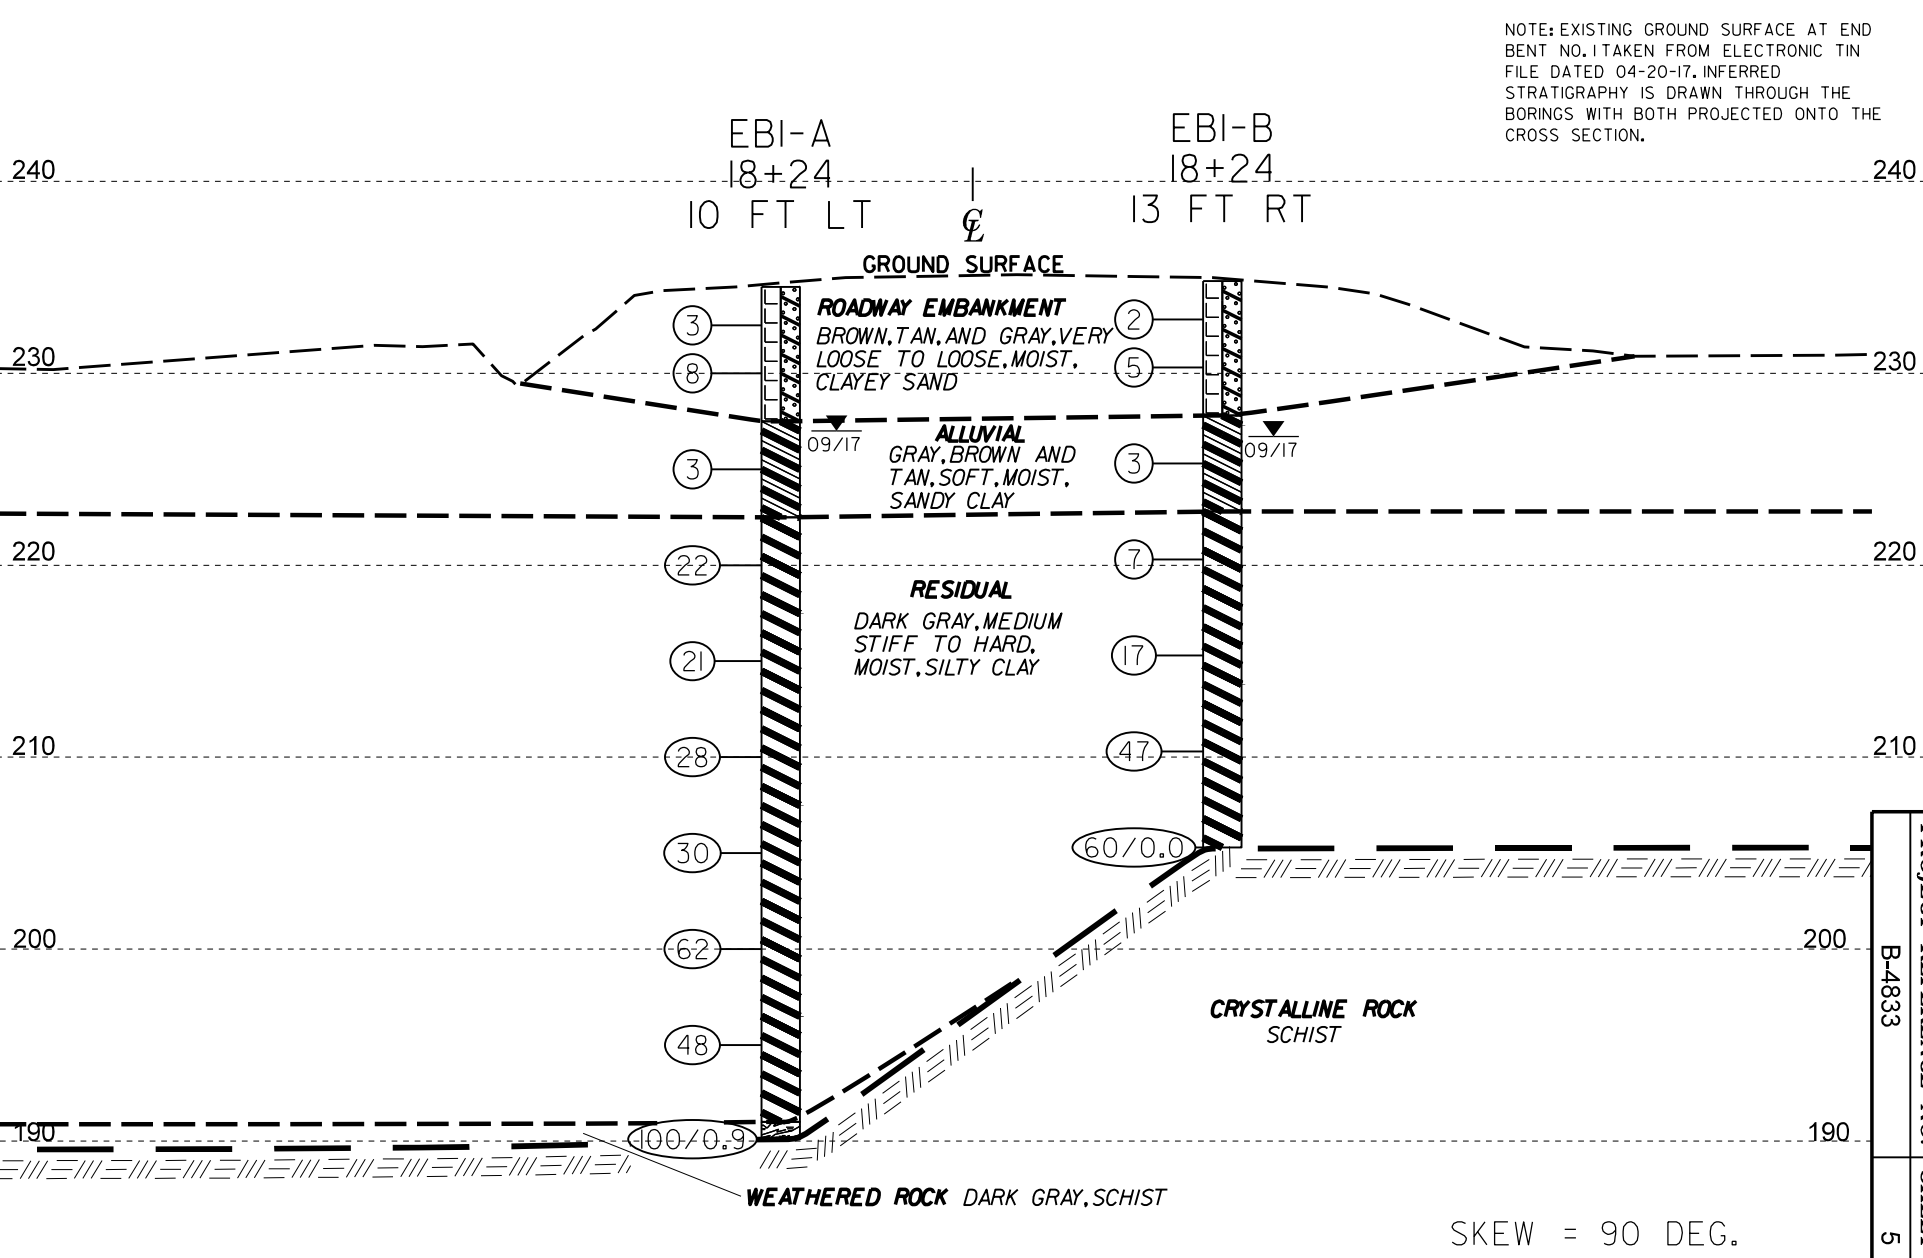 NOTE: EXISTING GROUND SURFACE AT END
BENT NO. 1 TAKEN FROM ELECTRONIC TIN
FILE DATED 04-20-17. INFERRED
STRATIGRAPHY IS DRAWN THROUGH THE
BORINGS WITH BOTH PROJECTED ONTO THE
CROSS SECTION.
EB1-A
18+24
10 FT LT
EB1-B
18+24
13 FT RT
℄
240
240
GROUND SURFACE
ROADWAY EMBANKMENT
BROWN, TAN, AND GRAY, VERY
LOOSE TO LOOSE, MOIST,
CLAYEY SAND
3
2
230
8
5
230
09/17
09/17
ALLUVIAL
GRAY, BROWN AND
TAN, SOFT, MOIST,
SANDY CLAY
3
3
220
22
7
220
RESIDUAL
DARK GRAY, MEDIUM
STIFF TO HARD,
MOIST, SILTY CLAY
21
17
210
28
47
210
30
60/0.0
200
62
200
CRYSTALLINE ROCK
SCHIST
48
190
100/0.9
190
WEATHERED ROCK DARK GRAY, SCHIST
SKEW = 90 DEG.
B-4833
5